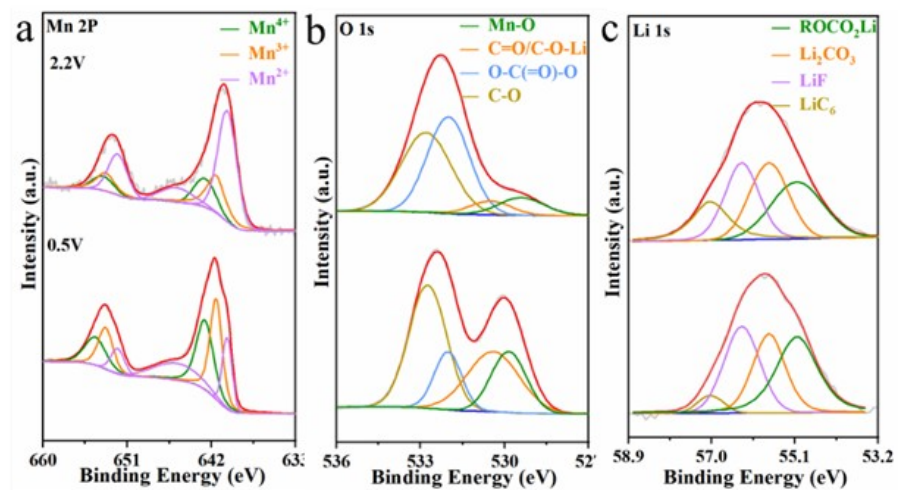 a
Mn 2P
2.2V
Mn⁴⁺
Mn³⁺
Mn²⁺
0.5V
Intensity (a.u.)
660 651 642 633
Binding Energy (eV)
b
O 1s
Mn-O
C=O/C-O-Li
O-C(=O)-O
C-O
Intensity (a.u.)
536 533 530
Binding Energy (eV)
c
Li 1s
ROCO₂Li
Li₂CO₃
LiF
LiC₆
Intensity (a.u.)
58.9 57.0 55.1 53.2
Binding Energy (eV)